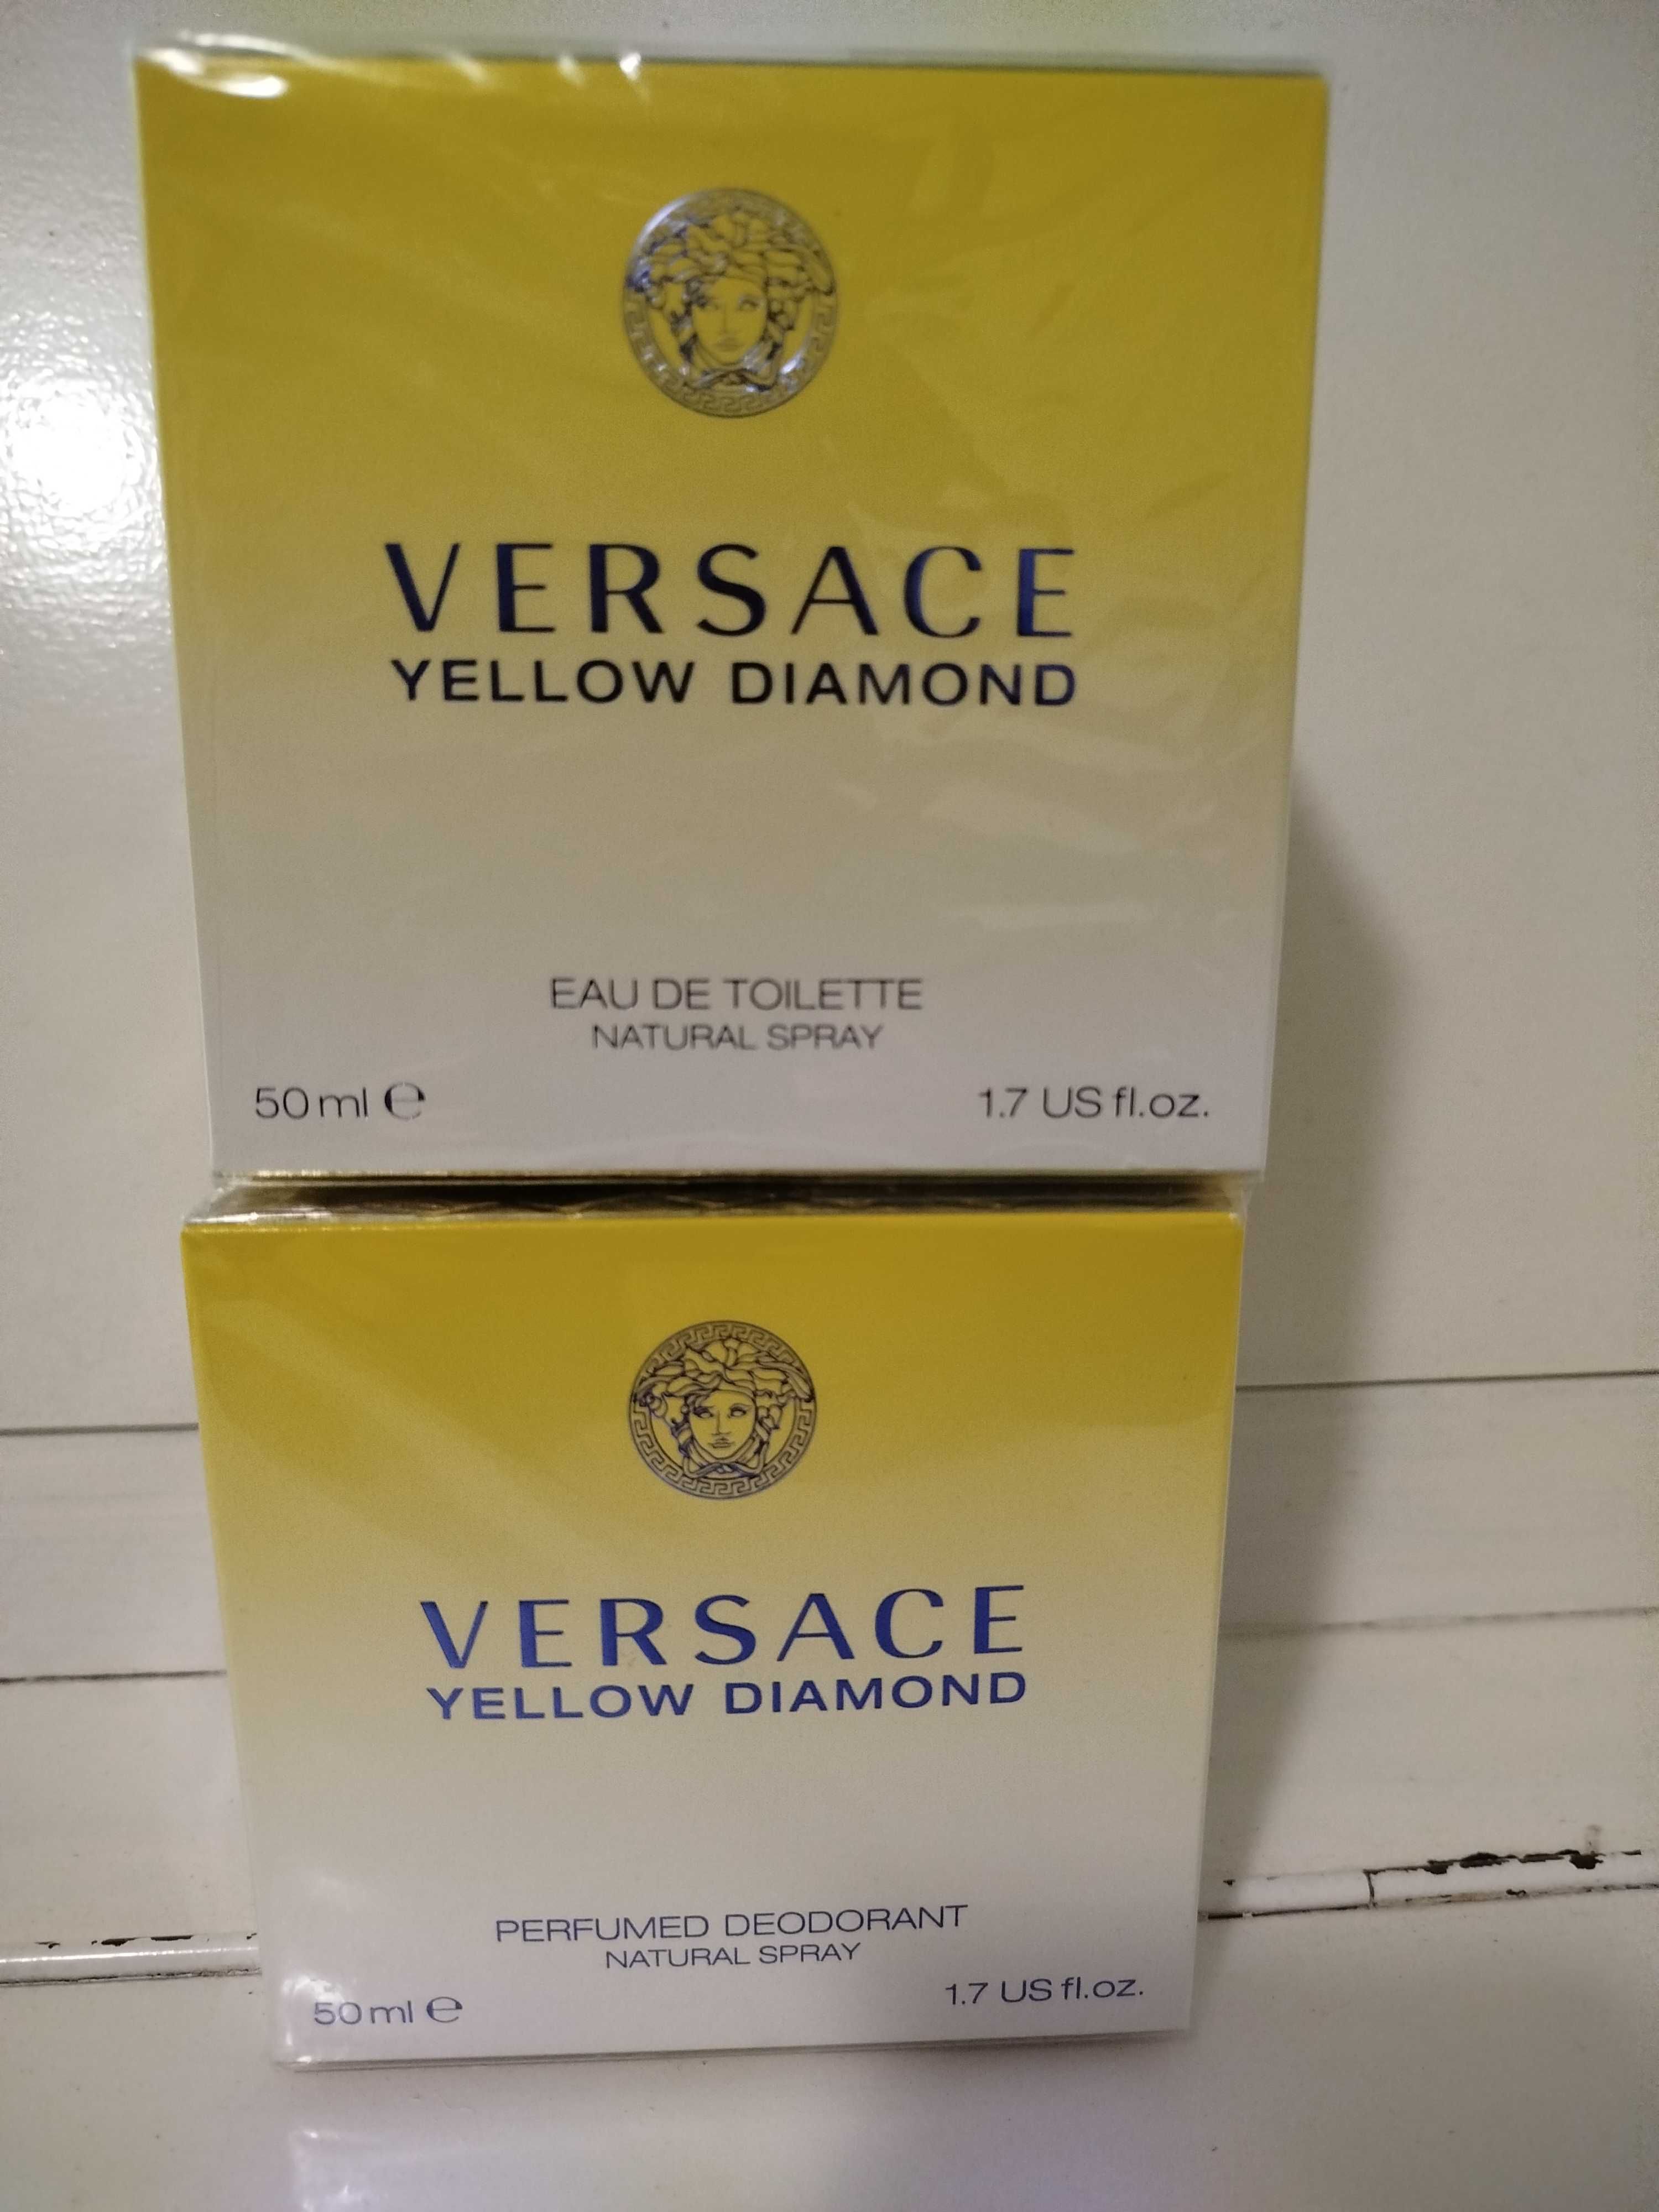 VERSACE
YELLOW DIAMOND
EAU DE TOILETTE
NATURAL SPRAY
50 ml ℮ 1.7 US fl.oz.
VERSACE
YELLOW DIAMOND
PERFUMED DEODORANT
NATURAL SPRAY
50 ml ℮ 1.7 US fl.oz.